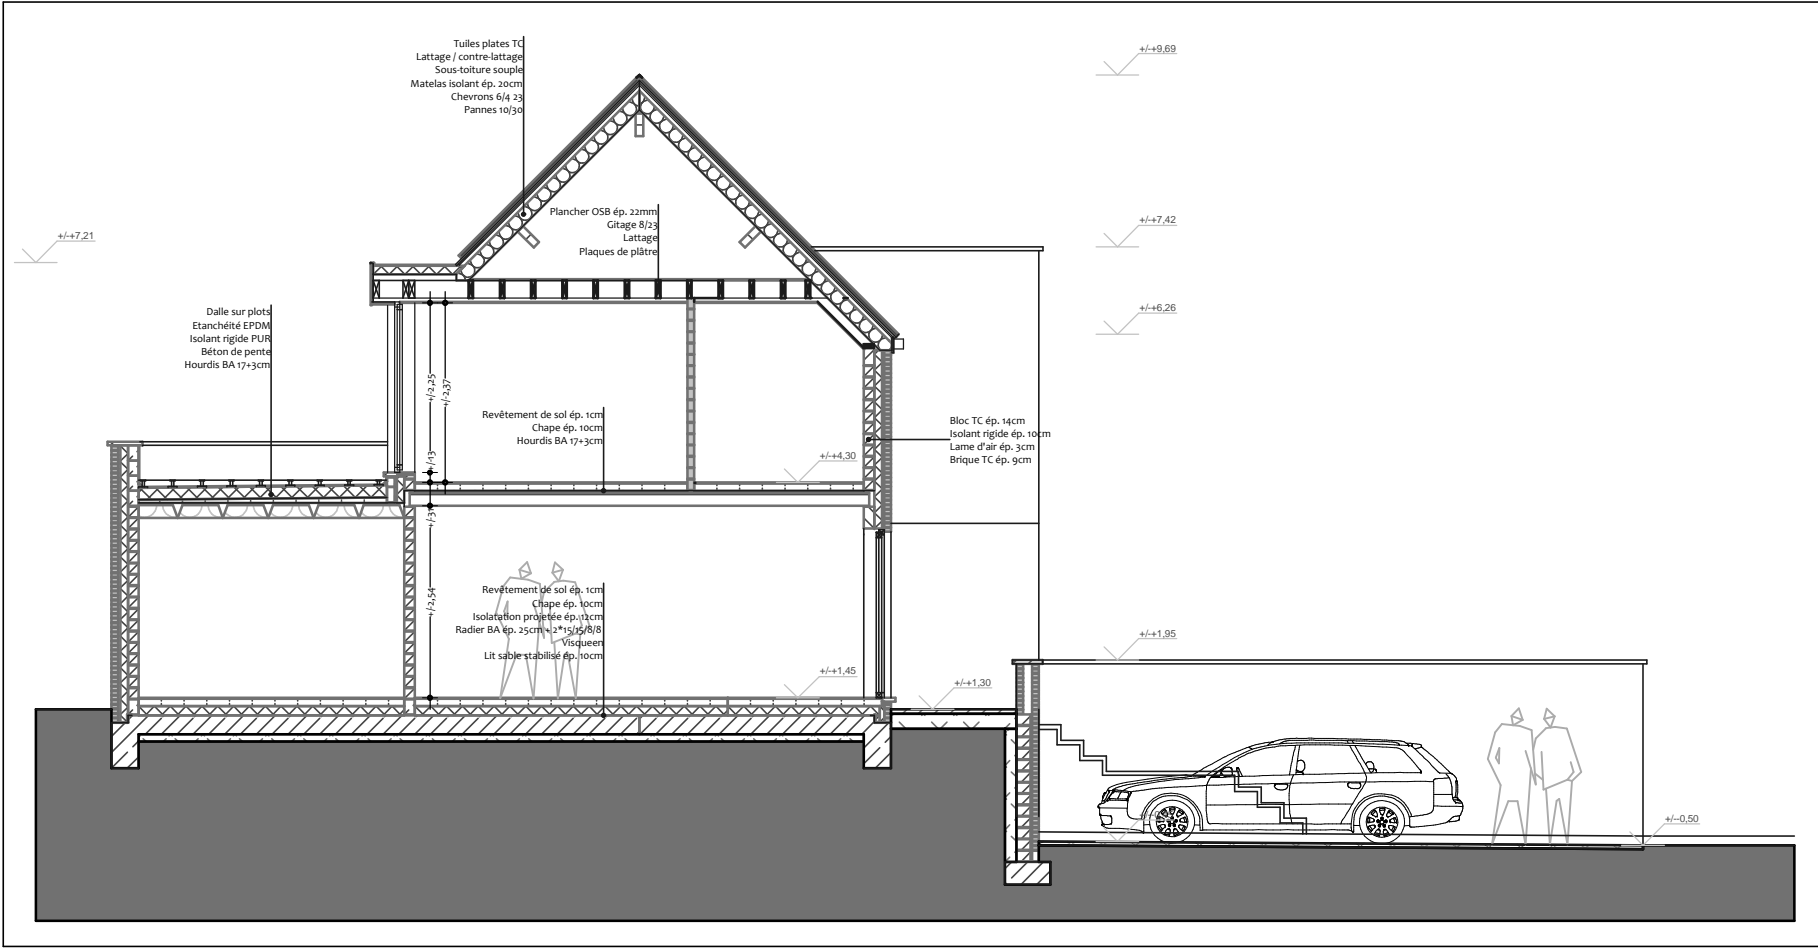 +/-+9,69
Tuiles plates TC
Lattage / contre-lattage
Sous-toiture souple
Matelas isolant ép. 20cm
Chevrons 6/4 23
Pannes 10/30
+/-+7,21
Plancher OSB ép. 22mm
Gitage 8/23
Lattage
Plaques de plâtre
+/-+7,42
+/-+6,26
Dalle sur plots
Etanchéité EPDM
Isolant rigide PUR
Béton de pente
Hourdis BA 17+3cm
+/-2,25
+/-2,37
+/-13
Revêtement de sol ép. 1cm
Chape ép. 10cm
Hourdis BA 17+3cm
+/-+4,30
Bloc TC ép. 14cm
Isolant rigide ép. 10cm
Lame d'air ép. 3cm
Brique TC ép. 9cm
+/-2,54
Revêtement de sol ép. 1cm
Chape ép. 10cm
Isolatation projetée ép. 12cm
Radier BA ép. 25cm + 2*15/15/8/8
Visqueen
Lit sable stabilisé ép. 10cm
+/-+1,45
+/-+1,30
+/-+1,95
+/--0,50